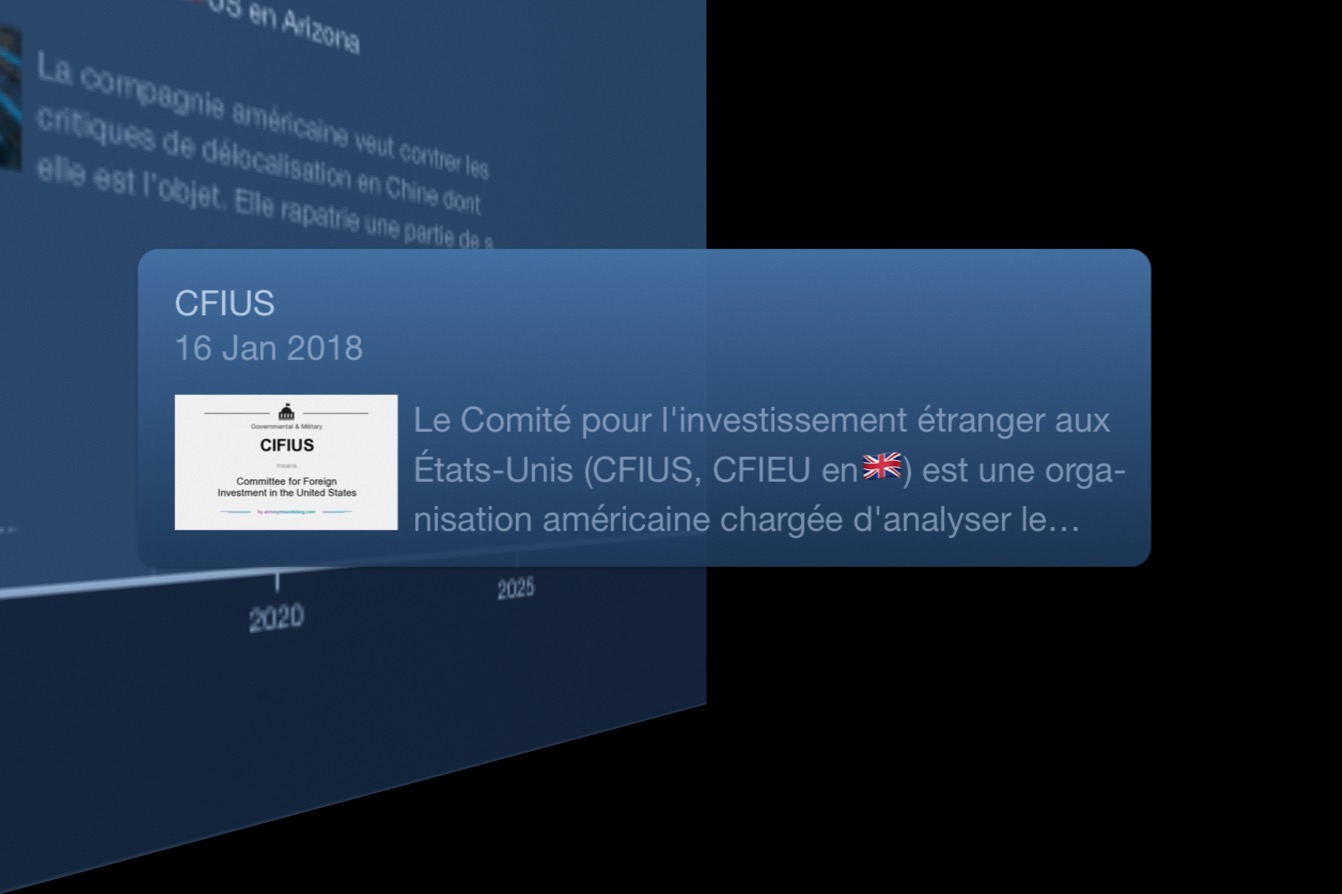 US en Arizona
La compagnie américaine veut contrer les
critiques de délocalisation en Chine dont
elle est l'objet. Elle rapatrie une partie de s
CFIUS
16 Jan 2018
Governmental & Military
CIFIUS
means
Committee for Foreign
Investment in the United States
by acronymsandslang.com
Le Comité pour l'investissement étranger aux
États-Unis (CFIUS, CFIEU en🇬🇧) est une orga-
nisation américaine chargée d'analyser le…
2020
2025